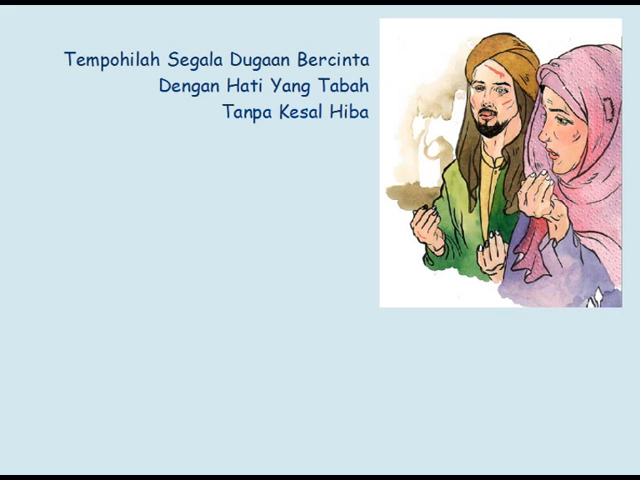 Tempohilah Segala Dugaan Bercinta
Dengan Hati Yang Tabah
Tanpa Kesal Hiba